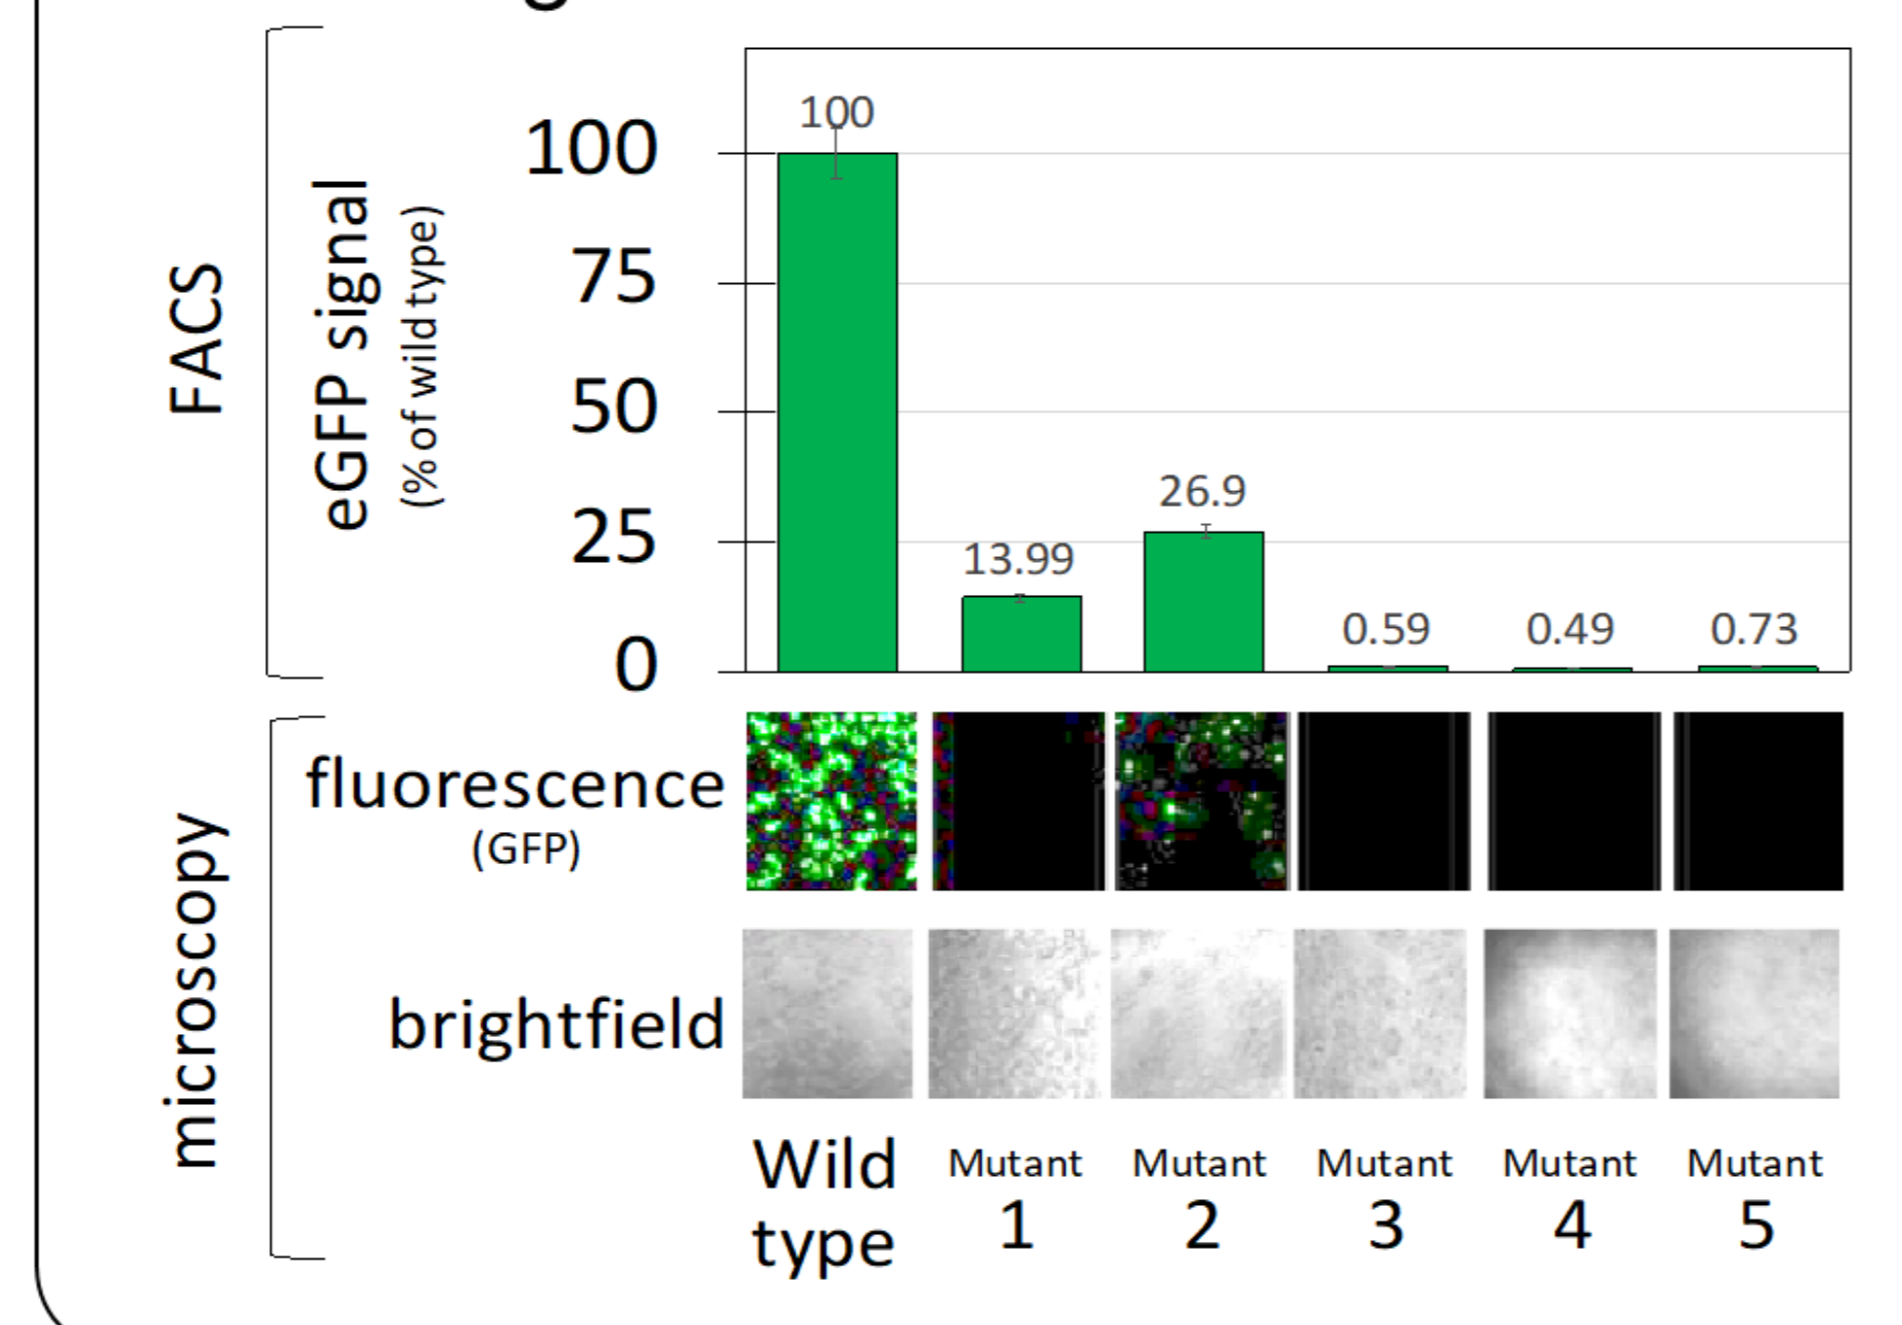 FACS
eGFP signal
(% of wild type)
100
75
50
25
0
100
13.99
26.9
0.59
0.49
0.73
microscopy
fluorescence
(GFP)
brightfield
Wild
type
Mutant
1
Mutant
2
Mutant
3
Mutant
4
Mutant
5